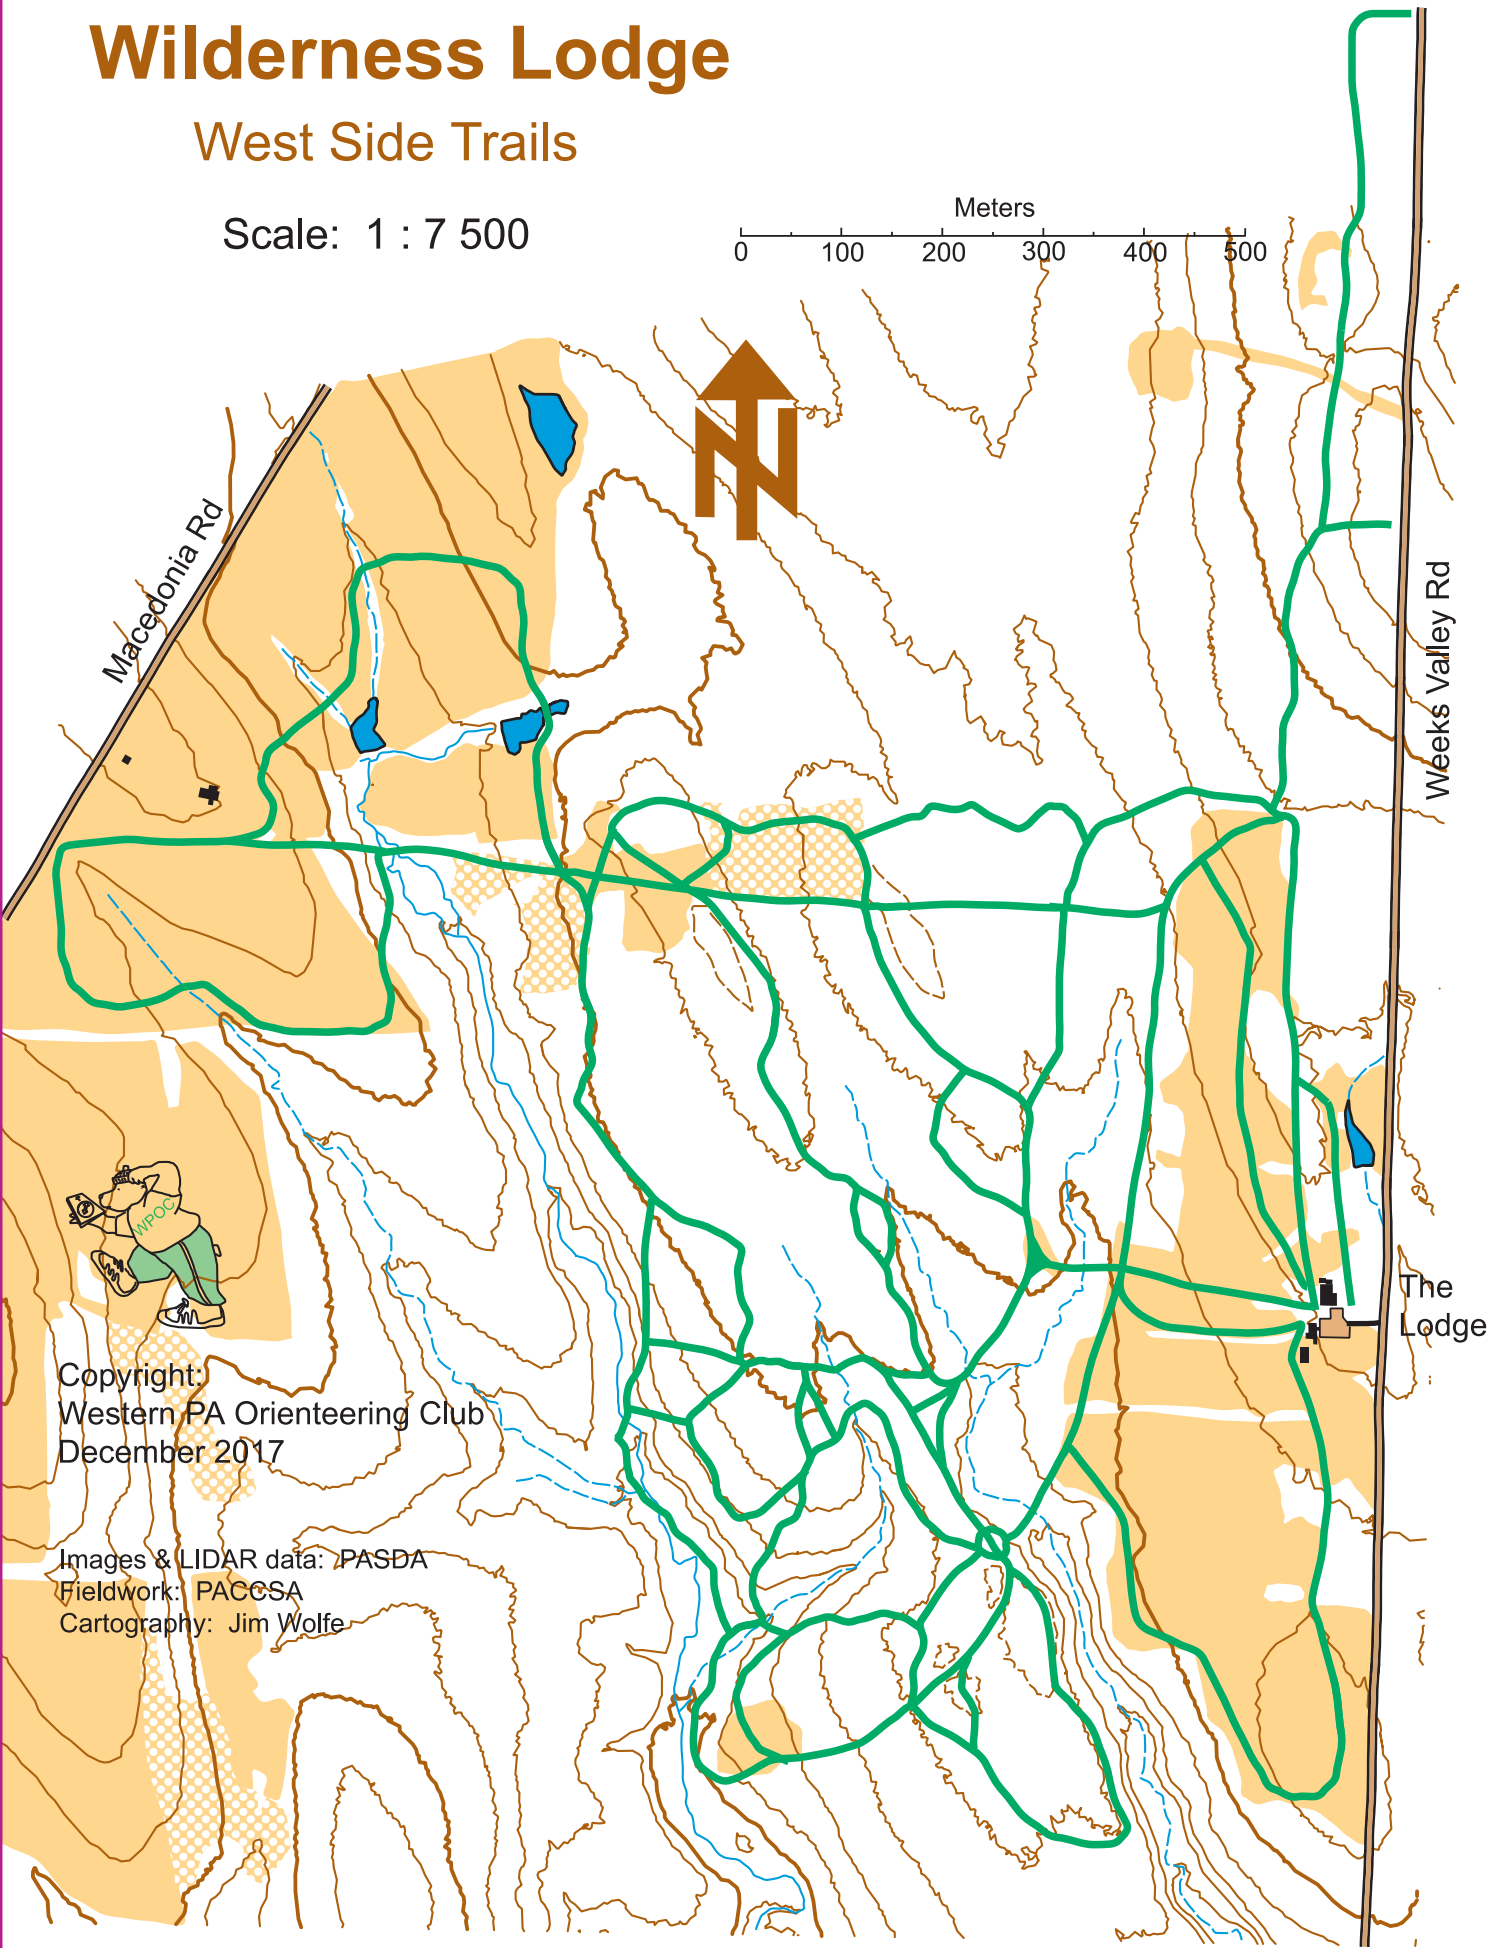 Wilderness Lodge
West Side Trails
Scale: 1 : 7 500
Meters
0 100 200 300 400 500
N
Macedonia Rd
Weeks Valley Rd
WPOC
The
Lodge
Copyright:
Western PA Orienteering Club
December 2017
Images & LIDAR data: PASDA
Fieldwork: PACCSA
Cartography: Jim Wolfe